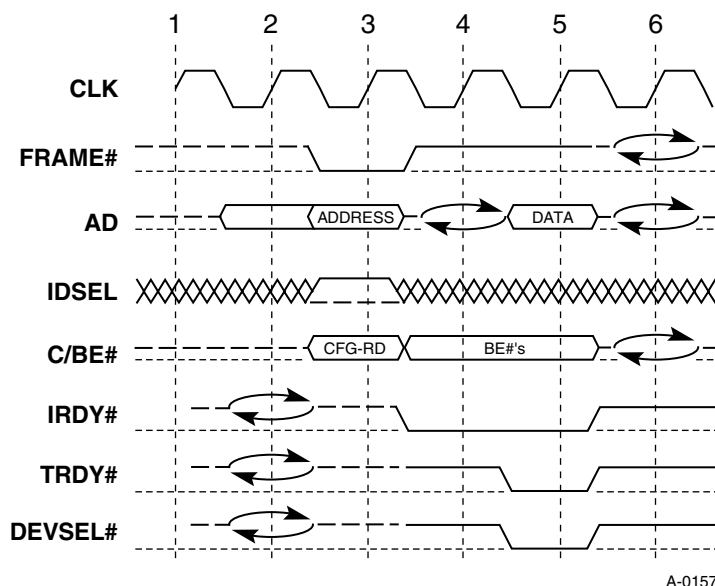 1 2 3 4 5 6
CLK
FRAME#
AD ADDRESS DATA
IDSEL
C/BE# CFG-RD BE#'s
IRDY#
TRDY#
DEVSEL#
A-0157